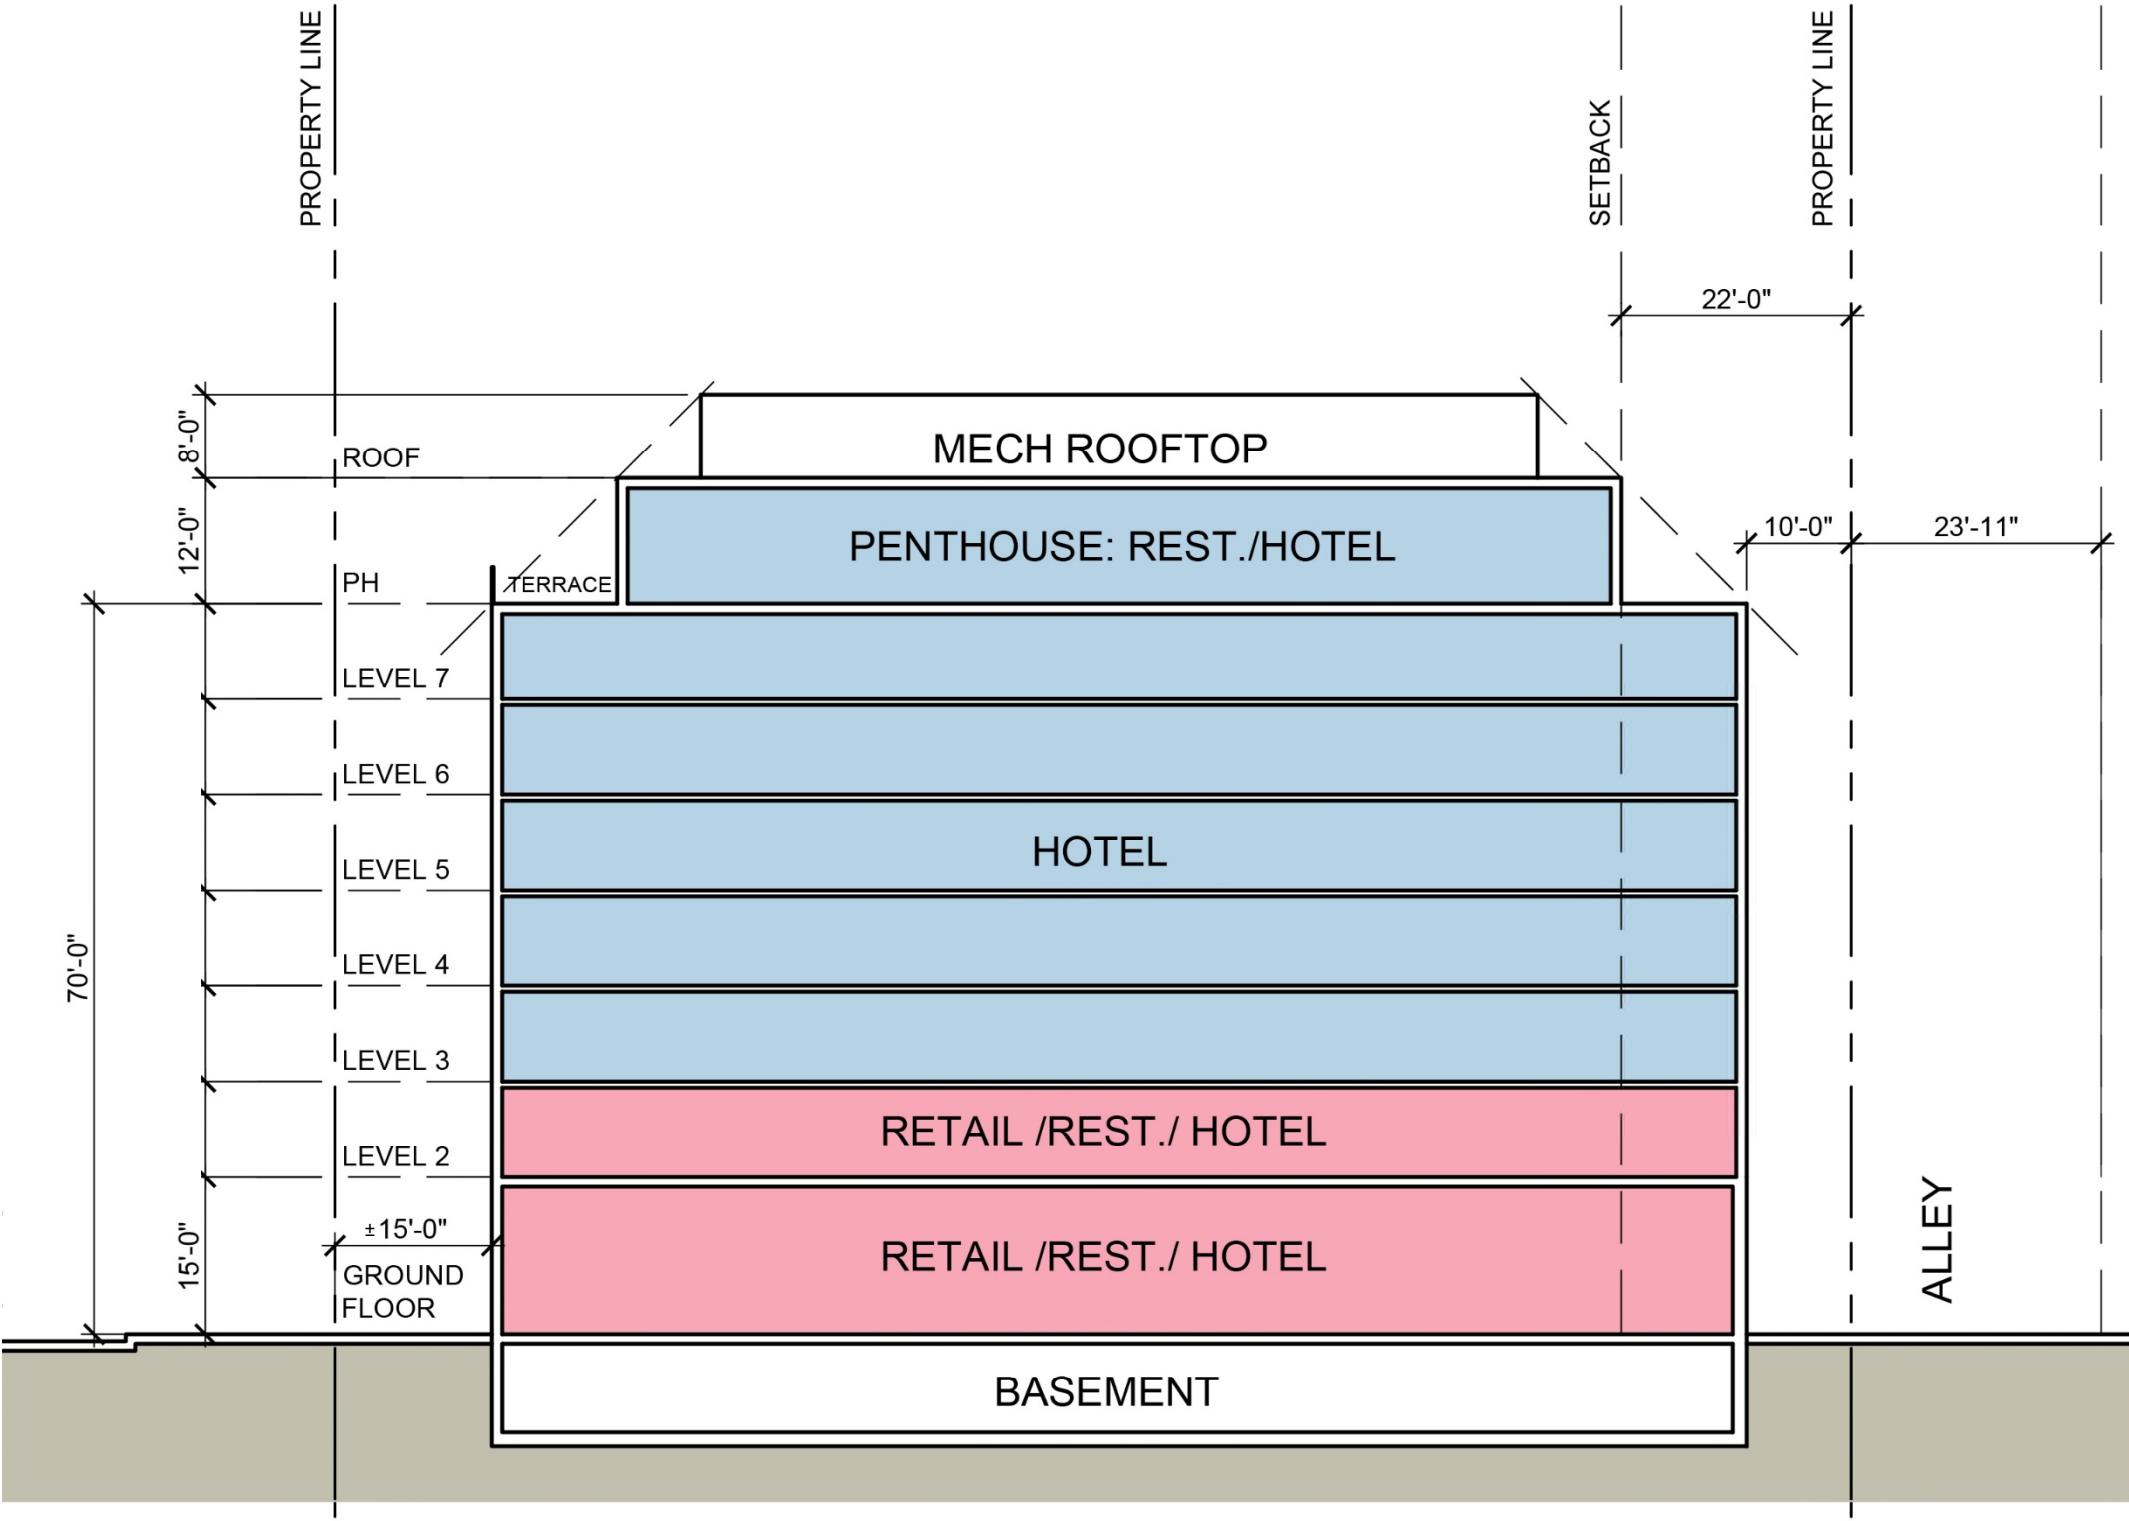 PROPERTY LINE
SETBACK
PROPERTY LINE
22'-0"
8'-0"
ROOF
MECH ROOFTOP
12'-0"
PH
TERRACE
PENTHOUSE: REST./HOTEL
10'-0"
23'-11"
LEVEL 7
LEVEL 6
LEVEL 5
HOTEL
70'-0"
LEVEL 4
LEVEL 3
LEVEL 2
RETAIL /REST./ HOTEL
15'-0"
±15'-0"
GROUND
FLOOR
RETAIL /REST./ HOTEL
ALLEY
BASEMENT